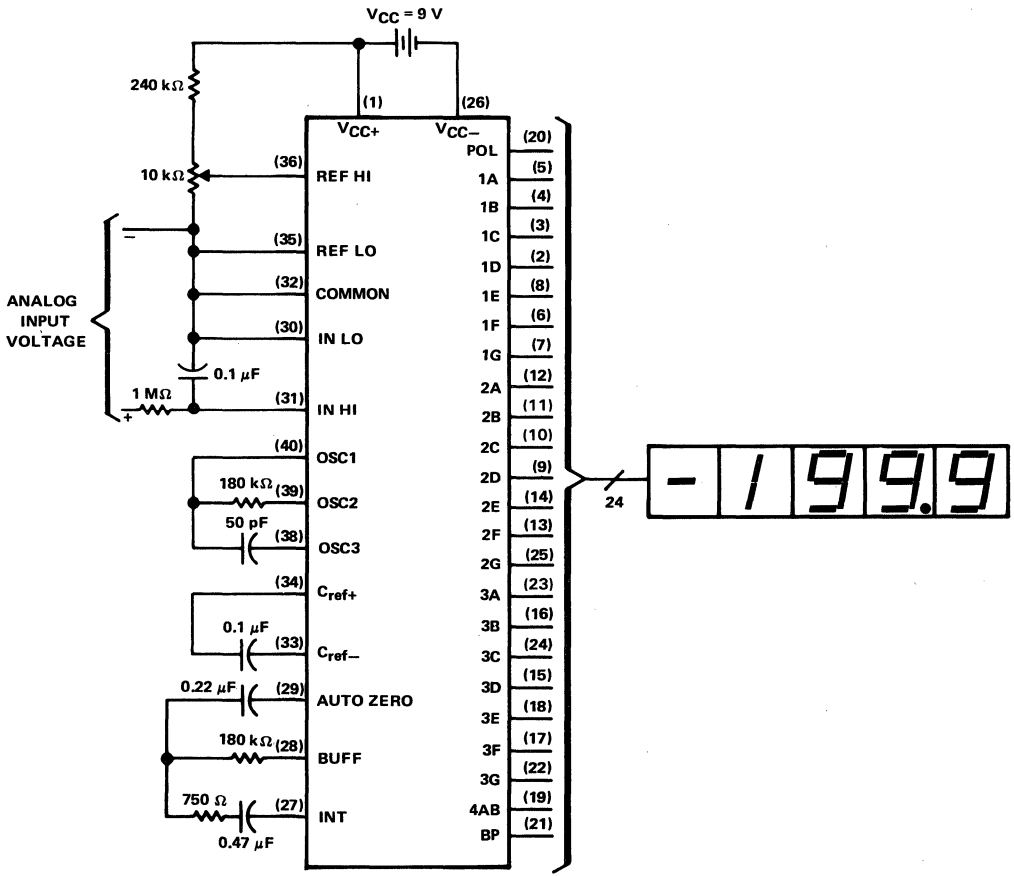 VCC = 9 V
240 kΩ
(1)
(26)
VCC+
VCC−
10 kΩ
(36)
REF HI
−
(35)
REF LO
(32)
COMMON
ANALOG
INPUT
VOLTAGE
(30)
IN LO
0.1 μF
1 MΩ
+
(31)
IN HI
(40)
OSC1
180 kΩ
(39)
OSC2
50 pF
(38)
OSC3
(34)
Cref+
0.1 μF
(33)
Cref−
0.22 μF
(29)
AUTO ZERO
180 kΩ
(28)
BUFF
750 Ω
(27)
INT
0.47 μF
POL
(20)
1A
(5)
1B
(4)
1C
(3)
1D
(2)
1E
(8)
1F
(6)
1G
(7)
2A
(12)
2B
(11)
2C
(10)
2D
(9)
2E
(14)
2F
(13)
2G
(25)
3A
(23)
3B
(16)
3C
(24)
3D
(15)
3E
(18)
3F
(17)
3G
(22)
4AB
(19)
BP
(21)
24
-199.9